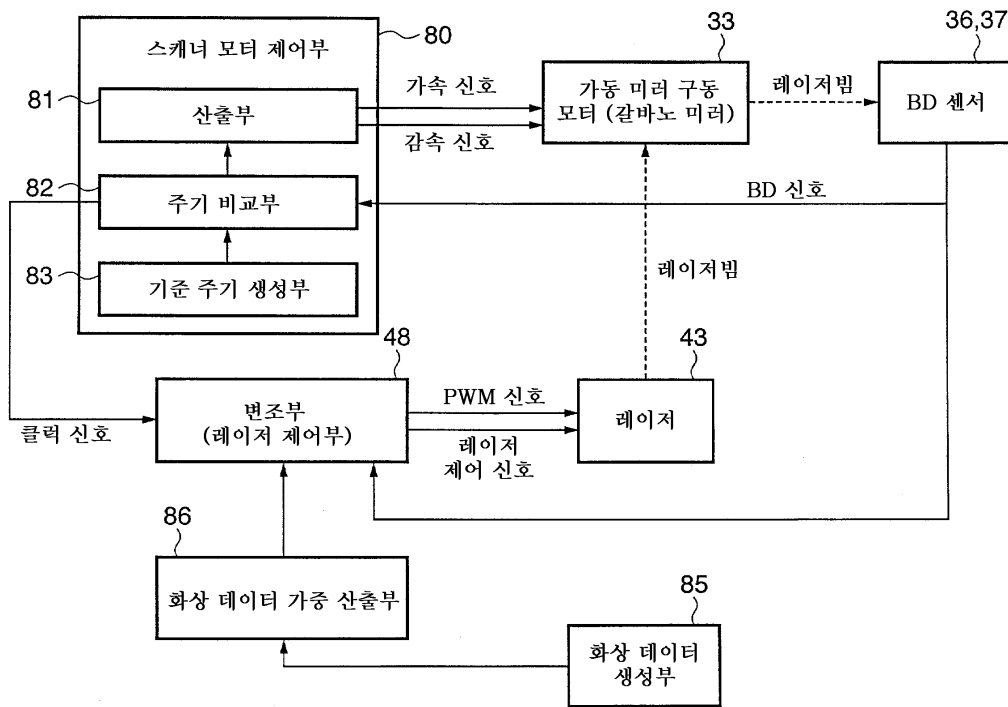 80
스캐너 모터 제어부
81
산출부
82
주기 비교부
83
기준 주기 생성부
가속 신호
감속 신호
33
가동 미러 구동
모터 (갈바노 미러)
레이저빔
36,37
BD 센서
BD 신호
레이저빔
클럭 신호
48
변조부
(레이저 제어부)
PWM 신호
레이저
제어 신호
43
레이저
86
화상 데이터 가중 산출부
85
화상 데이터
생성부